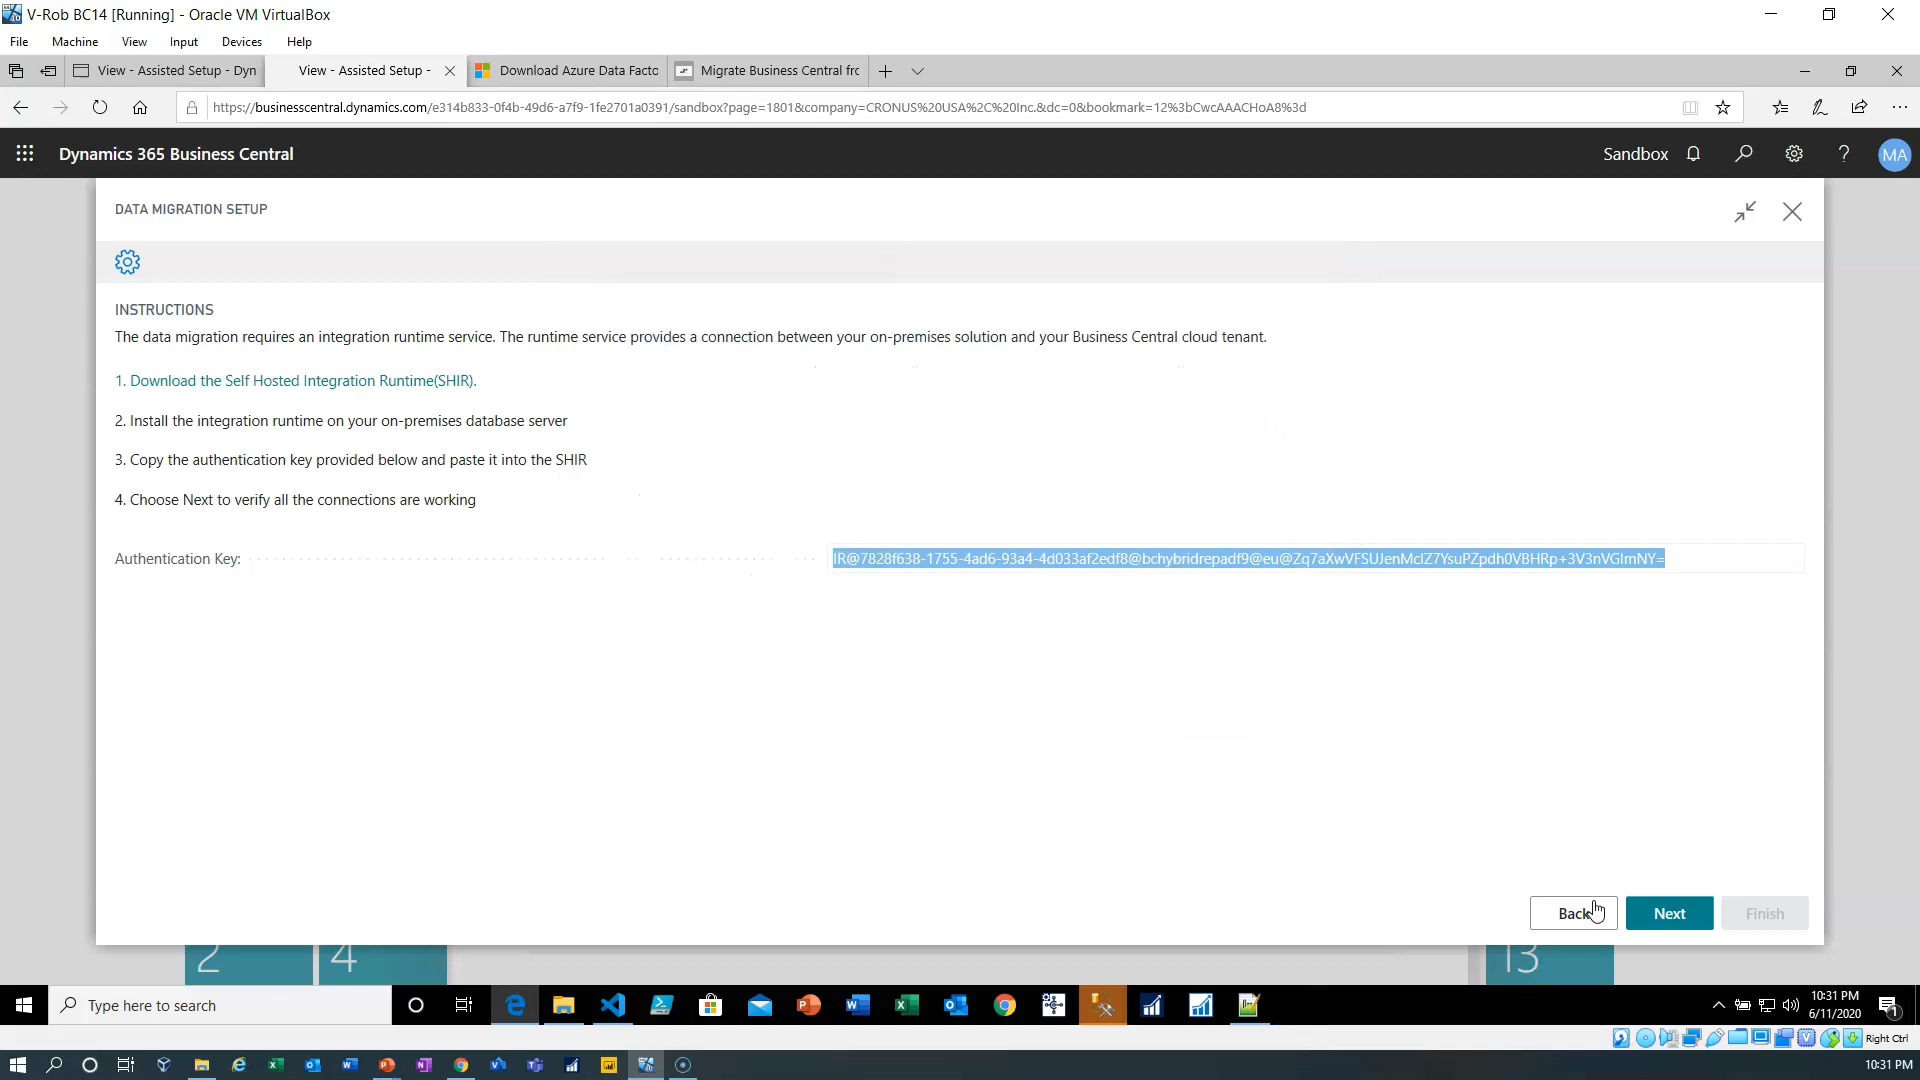 V-Rob BC14 [Running] - Oracle VM VirtualBox
File Machine View Input Devices Help
View - Assisted Setup - Dyn
View - Assisted Setup -
Download Azure Data Facto
Migrate Business Central fro
https://businesscentral.dynamics.com/e314b833-0f4b-49d6-a7f9-1fe2701a0391/sandbox?page=1801&company=CRONUS%20USA%2C%20Inc.&dc=0&bookmark=12%3bCwcAAACHoA8%3d
Dynamics 365 Business Central
Sandbox
?
MA
DATA MIGRATION SETUP
INSTRUCTIONS
The data migration requires an integration runtime service. The runtime service provides a connection between your on-premises solution and your Business Central cloud tenant.
1. Download the Self Hosted Integration Runtime(SHIR).
2. Install the integration runtime on your on-premises database server
3. Copy the authentication key provided below and paste it into the SHIR
4. Choose Next to verify all the connections are working
Authentication Key:
IR@7828f638-1755-4ad6-93a4-4d033af2edf8@bchybridrepadf9@eu@Zq7aXwVFSUJenMclZ7YsuPZpdh0VBHRp+3V3nVGlmNY=
Back
Next
Finish
2
4
13
Type here to search
10:31 PM
6/11/2020
1
Right Ctrl
10:31 PM